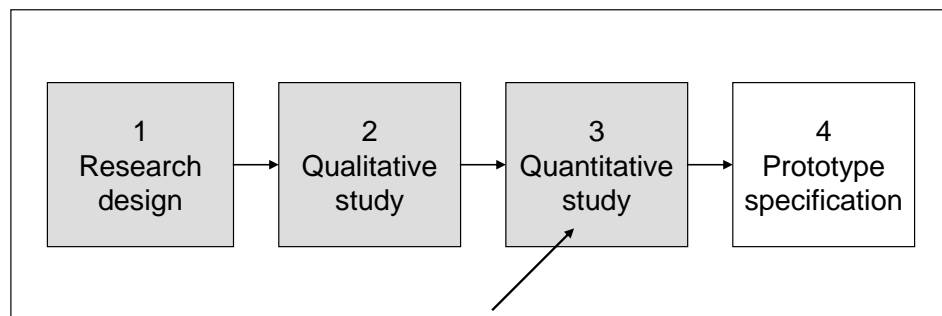 1
Research
design
2
Qualitative
study
3
Quantitative
study
4
Prototype
specification